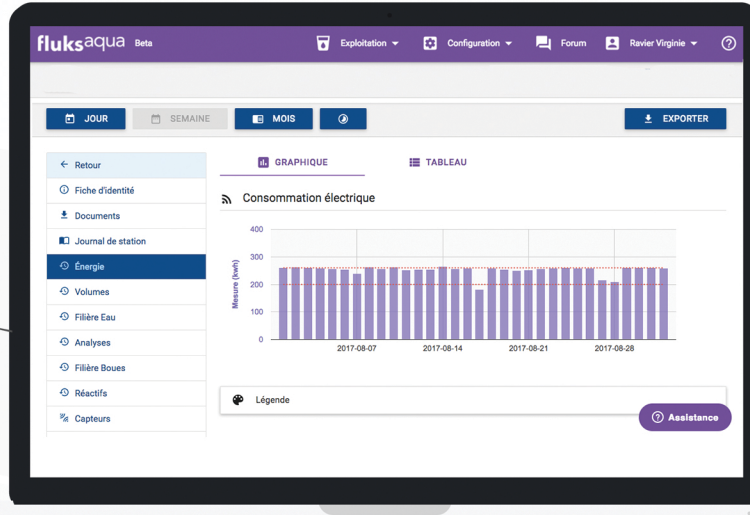 fluksaqua Beta
Exploitation
Configuration
Forum
Ravier Virginie
JOUR
SEMAINE
MOIS
EXPORTER
Retour
Fiche d'identité
Documents
Journal de station
Énergie
Volumes
Filière Eau
Analyses
Filière Boues
Réactifs
Capteurs
GRAPHIQUE
TABLEAU
Consommation électrique
Mesure (kwh)
400
300
200
100
0
2017-08-07
2017-08-14
2017-08-21
2017-08-28
Légende
Assistance